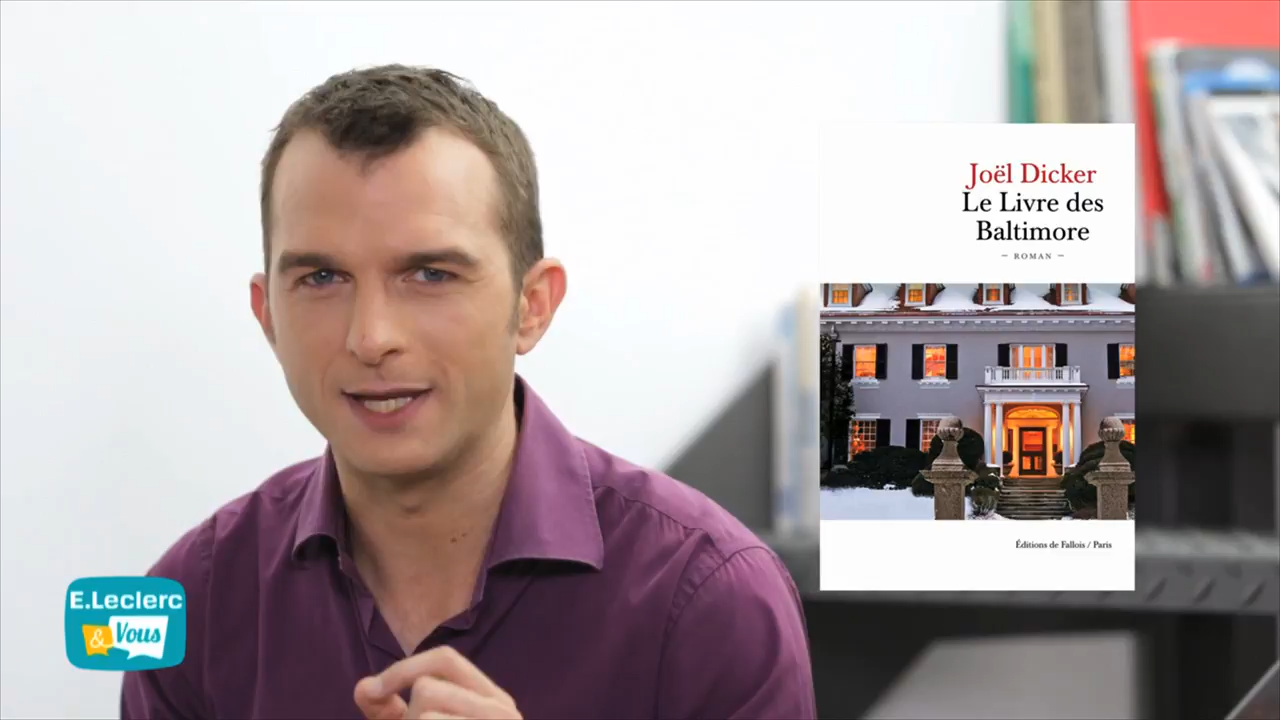 Joël Dicker
Le Livre des
Baltimore
– ROMAN –
Éditions de Fallois / Paris
E.Leclerc
& Vous